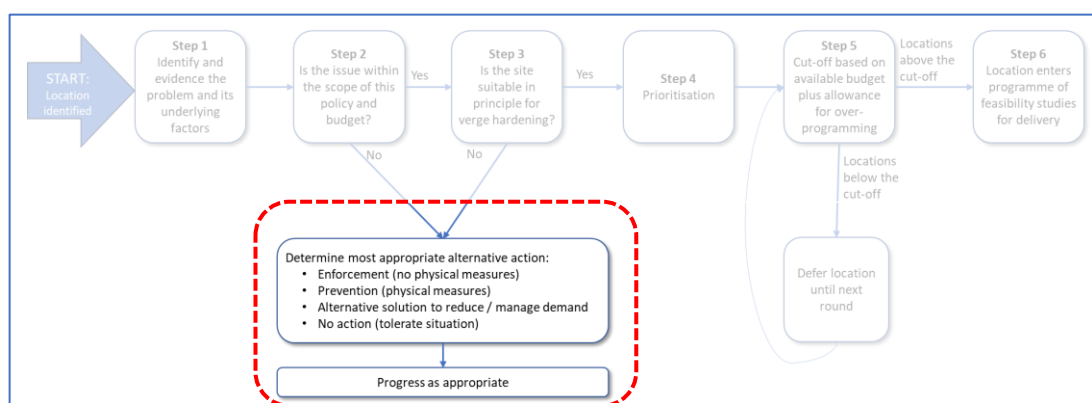 START:
Location
identified
Step 1
Identify and
evidence the
problem and its
underlying
factors
Step 2
Is the issue within
the scope of this
policy and
budget?
Yes
No
Step 3
Is the site
suitable in
principle for
verge hardening?
Yes
No
Step 4
Prioritisation
Step 5
Cut-off based on
available budget
plus allowance
for over-
programming
Locations
above the
cut-off
Step 6
Location enters
programme of
feasibility studies
for delivery
Locations
below the
cut-off
Defer location
until next
round
Determine most appropriate alternative action:
• Enforcement (no physical measures)
• Prevention (physical measures)
• Alternative solution to reduce / manage demand
• No action (tolerate situation)
Progress as appropriate